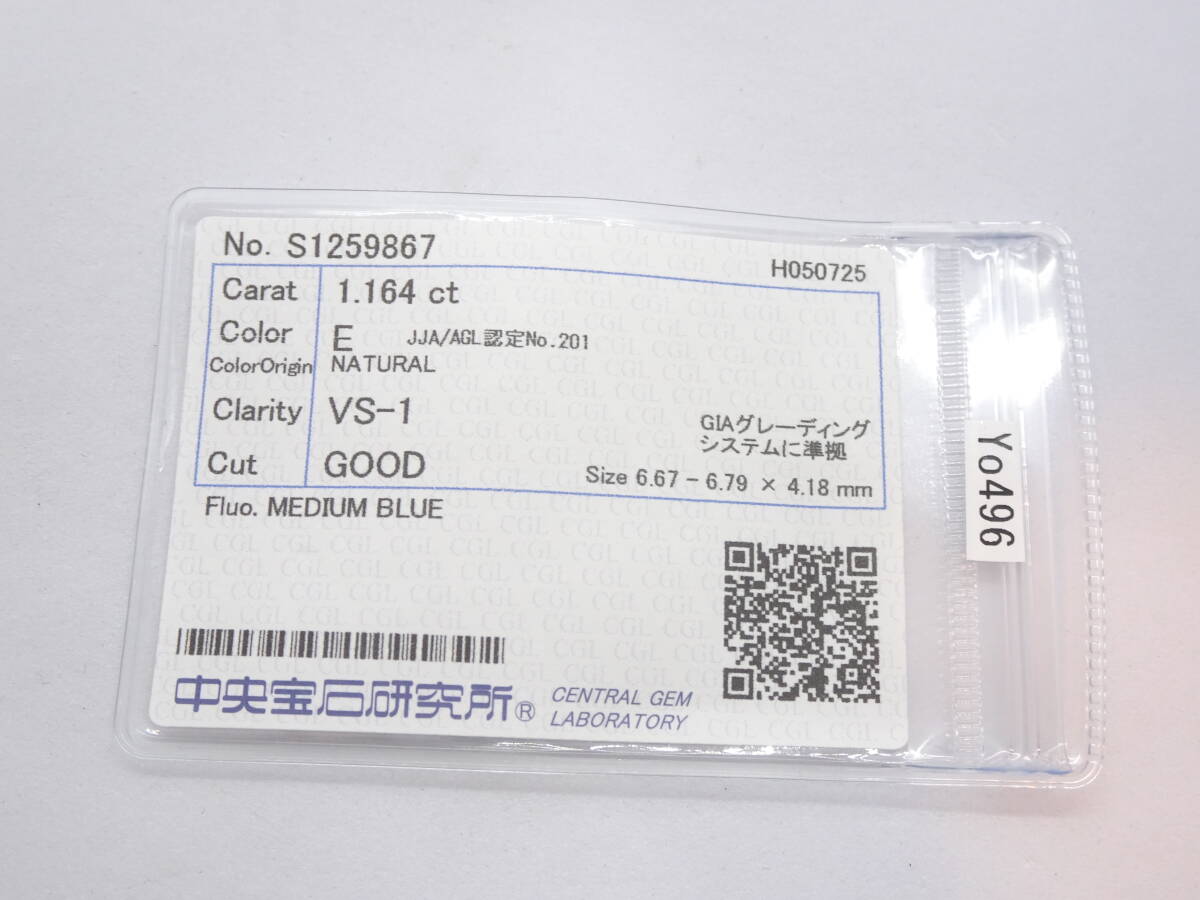 No. S1259867
H050725
Carat 1.164 ct
Color E JJA/AGL認定No.201
ColorOrigin NATURAL
Clarity VS-1
GIAグレーディング
システムに準拠
Cut GOOD
Size 6.67 - 6.79 × 4.18 mm
Fluo. MEDIUM BLUE
中央宝石研究所® CENTRAL GEM
LABORATORY
Yo496